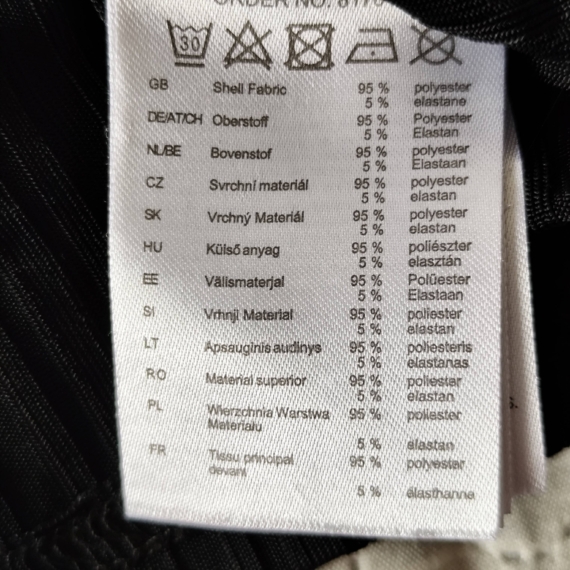 ORDER NO. 8170
30
GB Shell Fabric 95 % polyester
5 % elastane
DE/AT/CH Oberstoff 95 % Polyester
5 % Elastan
NL/BE Bovenstof 95 % polyester
5 % Elastaan
CZ Svrchní materiál 95 % polyester
5 % elastan
SK Vrchný Materiál 95 % polyester
5 % elastan
HU Külső anyag 95 % poliészter
5 % elasztán
EE Välismaterjal 95 % Polüester
5 % Elastaan
SI Vrhnji Material 95 % poliester
5 % elastan
LT Apsauginis audinys 95 % poliesteris
5 % elastanas
RO Material superior 95 % poliester
5 % elastan
PL Wierzchnia Warstwa 95 % poliester
Materiału
5 % elastan
FR Tissu principal 95 % polyester
devant
5 % élasthanne
s.